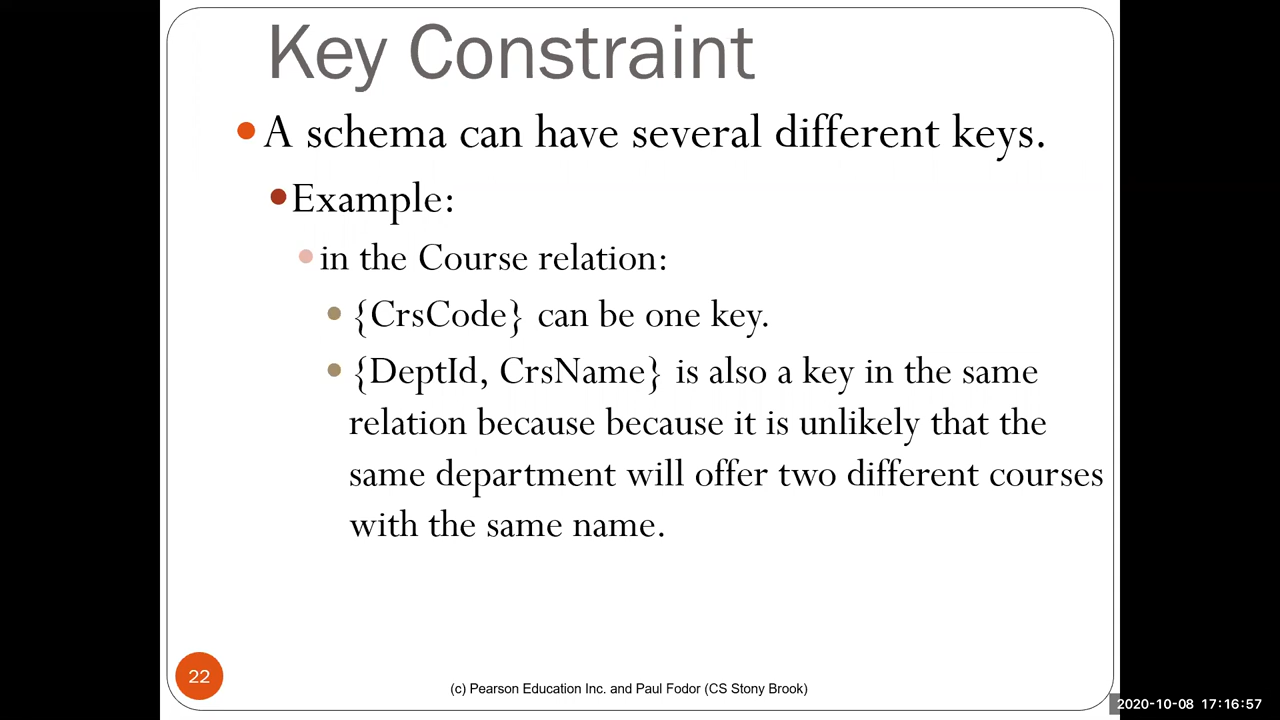 Key Constraint
A schema can have several different keys.
Example:
in the Course relation:
{CrsCode} can be one key.
{DeptId, CrsName} is also a key in the same
relation because because it is unlikely that the
same department will offer two different courses
with the same name.
22
(c) Pearson Education Inc. and Paul Fodor (CS Stony Brook)
2020-10-08 17:16:57